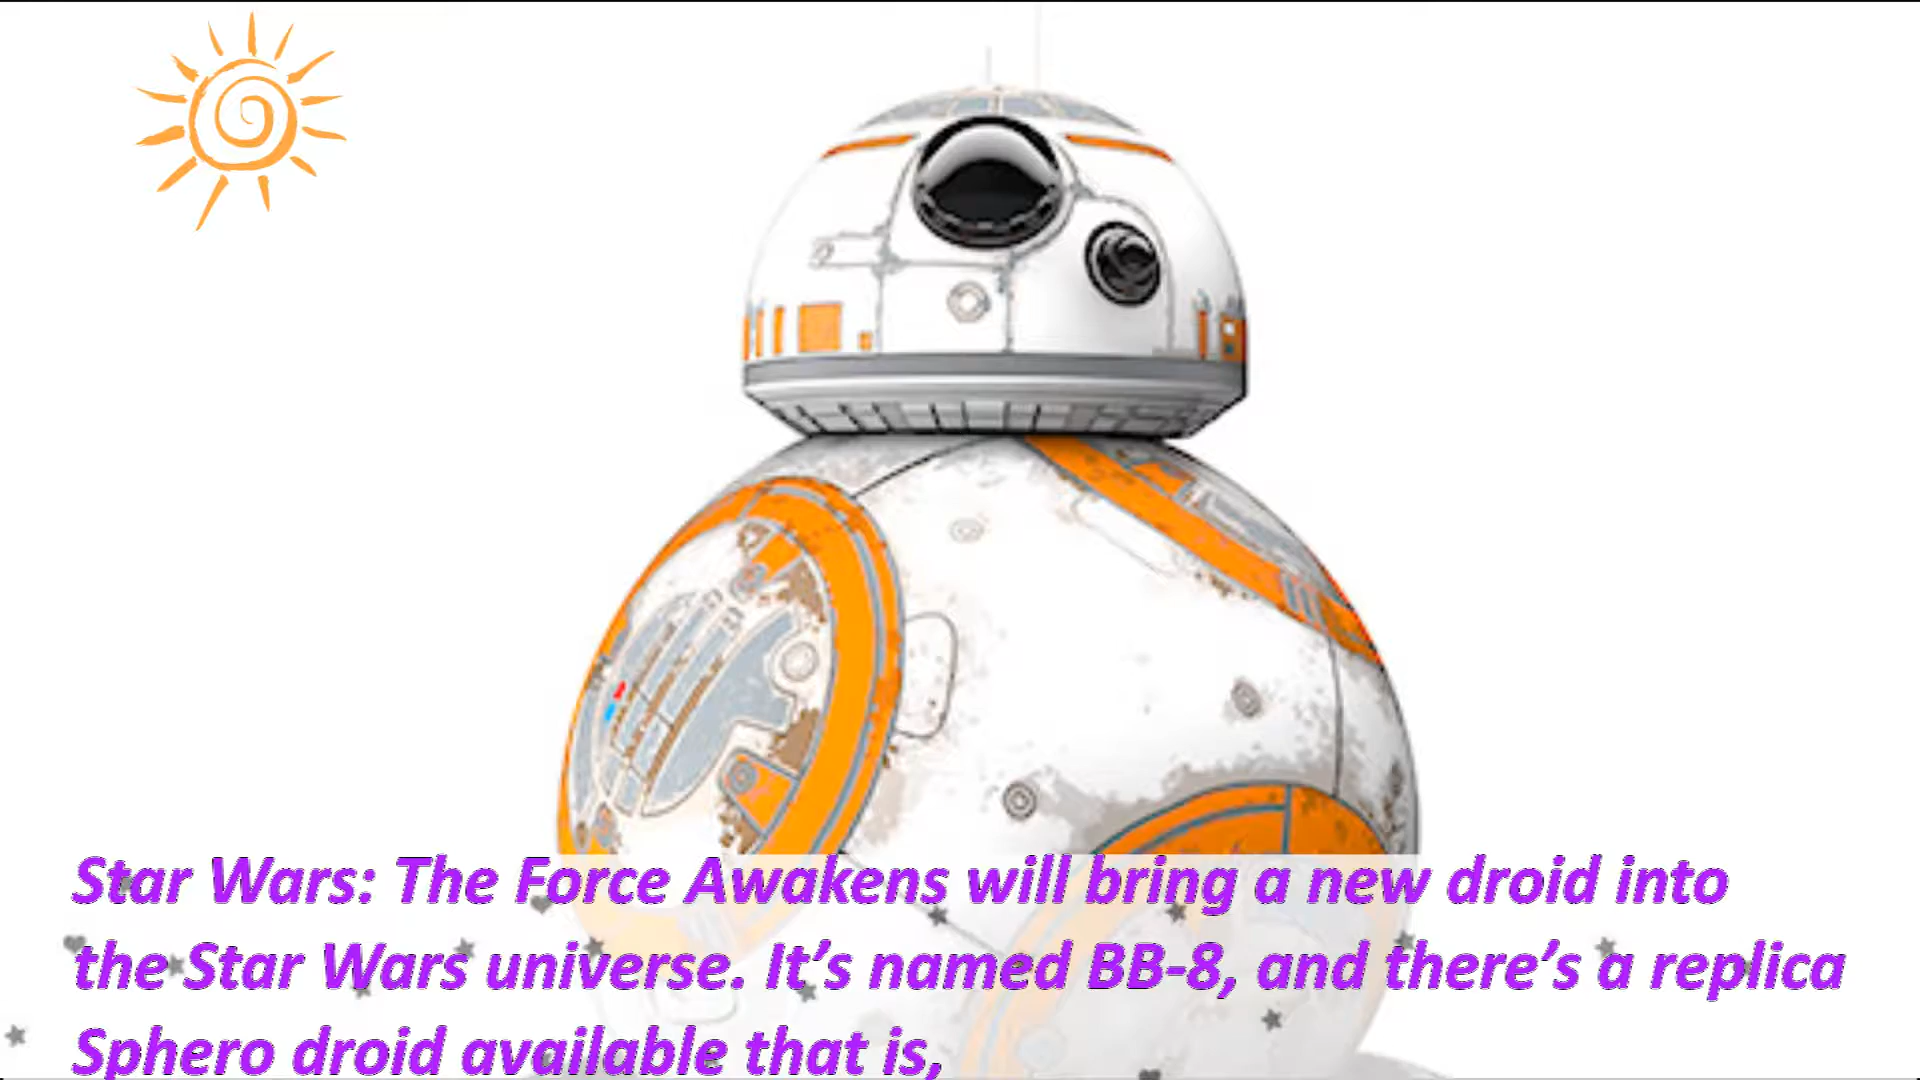 Star Wars: The Force Awakens will bring a new droid into
the Star Wars universe. It’s named BB-8, and there’s a replica
Sphero droid available that is,